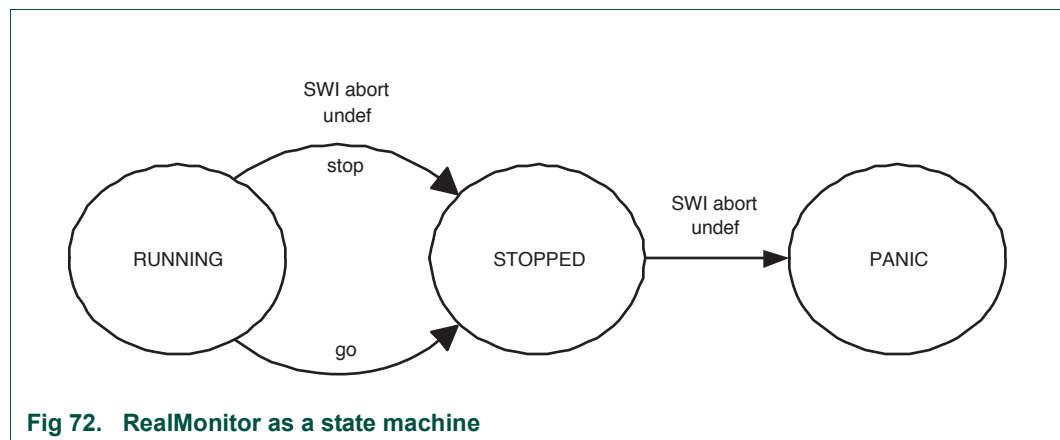 SWI abort
undef
stop
SWI abort
undef
RUNNING
STOPPED
PANIC
go
Fig 72. RealMonitor as a state machine